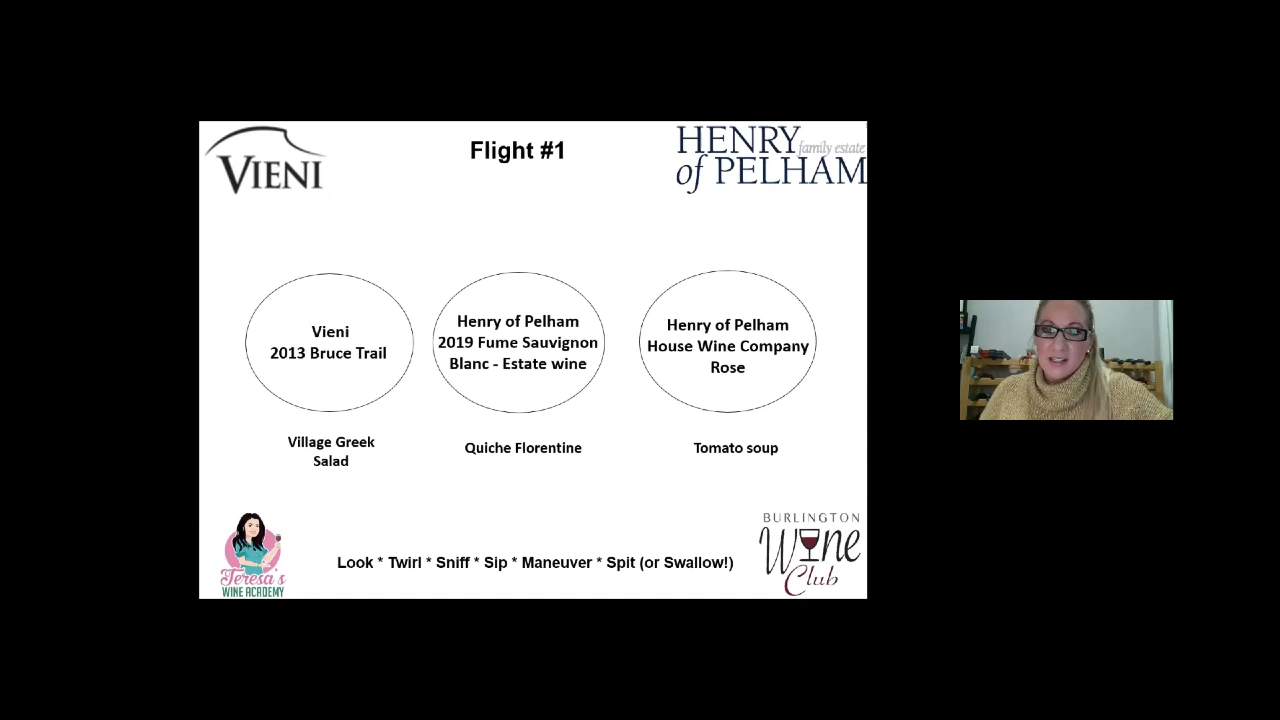 VIENI
Flight #1
HENRY family estate
of PELHAM
Vieni
2013 Bruce Trail
Henry of Pelham
2019 Fume Sauvignon
Blanc - Estate wine
Henry of Pelham
House Wine Company
Rose
Village Greek
Salad
Quiche Florentine
Tomato soup
Teresa's
WINE ACADEMY
Look * Twirl * Sniff * Sip * Maneuver * Spit (or Swallow!)
BURLINGTON
Wine
Club